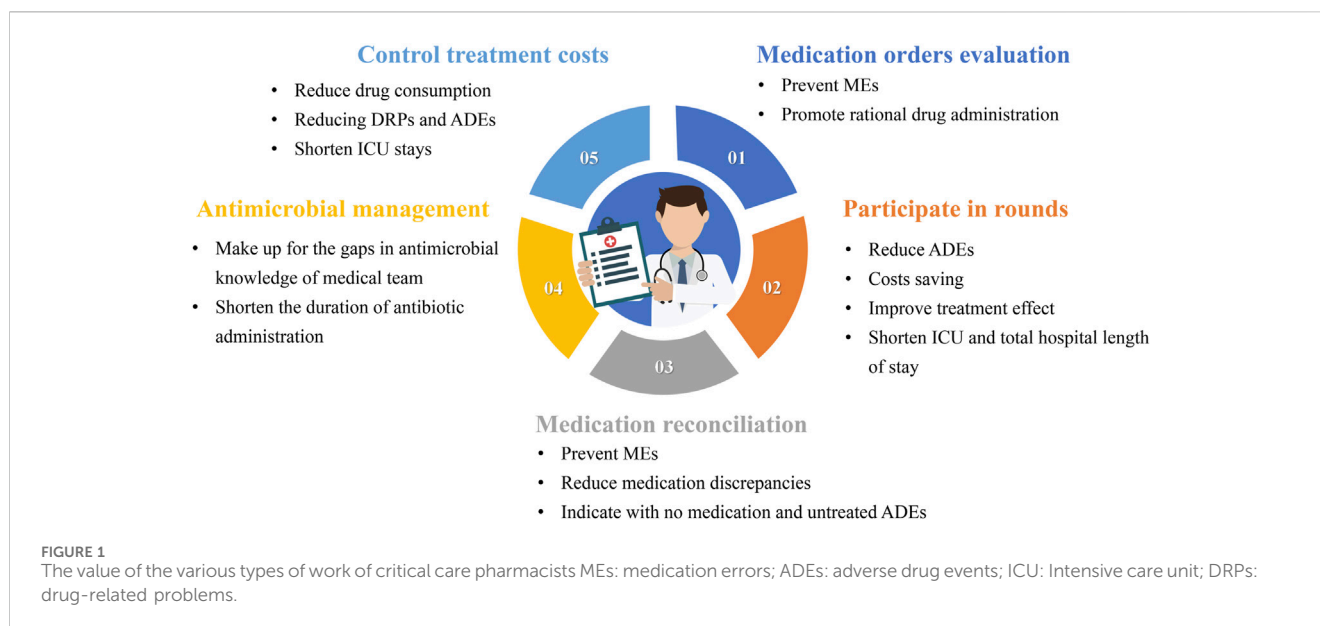 Control treatment costs
• Reduce drug consumption
• Reducing DRPs and ADEs
• Shorten ICU stays
Medication orders evaluation
• Prevent MEs
• Promote rational drug administration
05
01
Antimicrobial management
• Make up for the gaps in antimicrobial
knowledge of medical team
• Shorten the duration of antibiotic
administration
04
02
Participate in rounds
• Reduce ADEs
• Costs saving
• Improve treatment effect
• Shorten ICU and total hospital length
of stay
03
Medication reconciliation
• Prevent MEs
• Reduce medication discrepancies
• Indicate with no medication and untreated ADEs
FIGURE 1
The value of the various types of work of critical care pharmacists MEs: medication errors; ADEs: adverse drug events; ICU: Intensive care unit; DRPs:
drug-related problems.